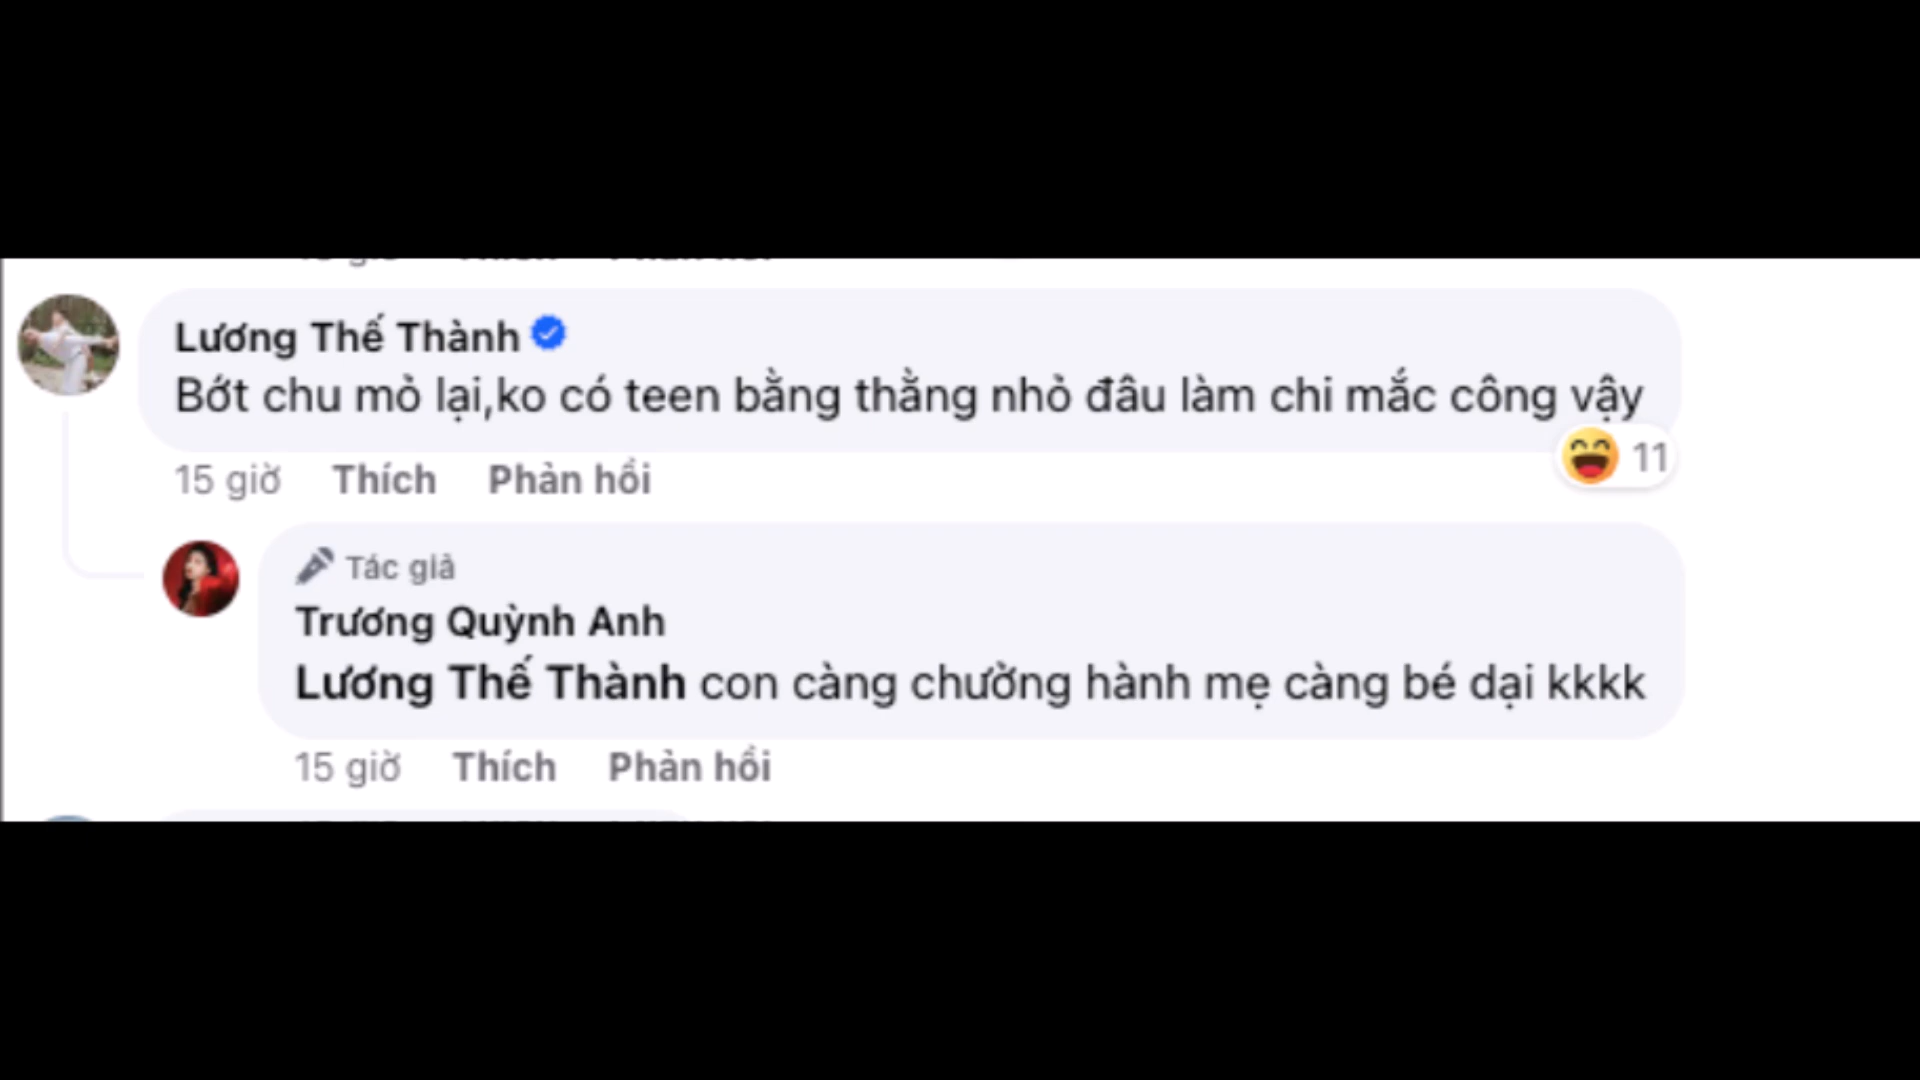 Lương Thế Thành
Bớt chu mỏ lại,ko có teen bằng thằng nhỏ đâu làm chi mắc công vậy
11
15 giờ Thích Phản hồi
Tác giả
Trương Quỳnh Anh
Lương Thế Thành con càng chưởng hành mẹ càng bé dại kkkk
15 giờ Thích Phản hồi